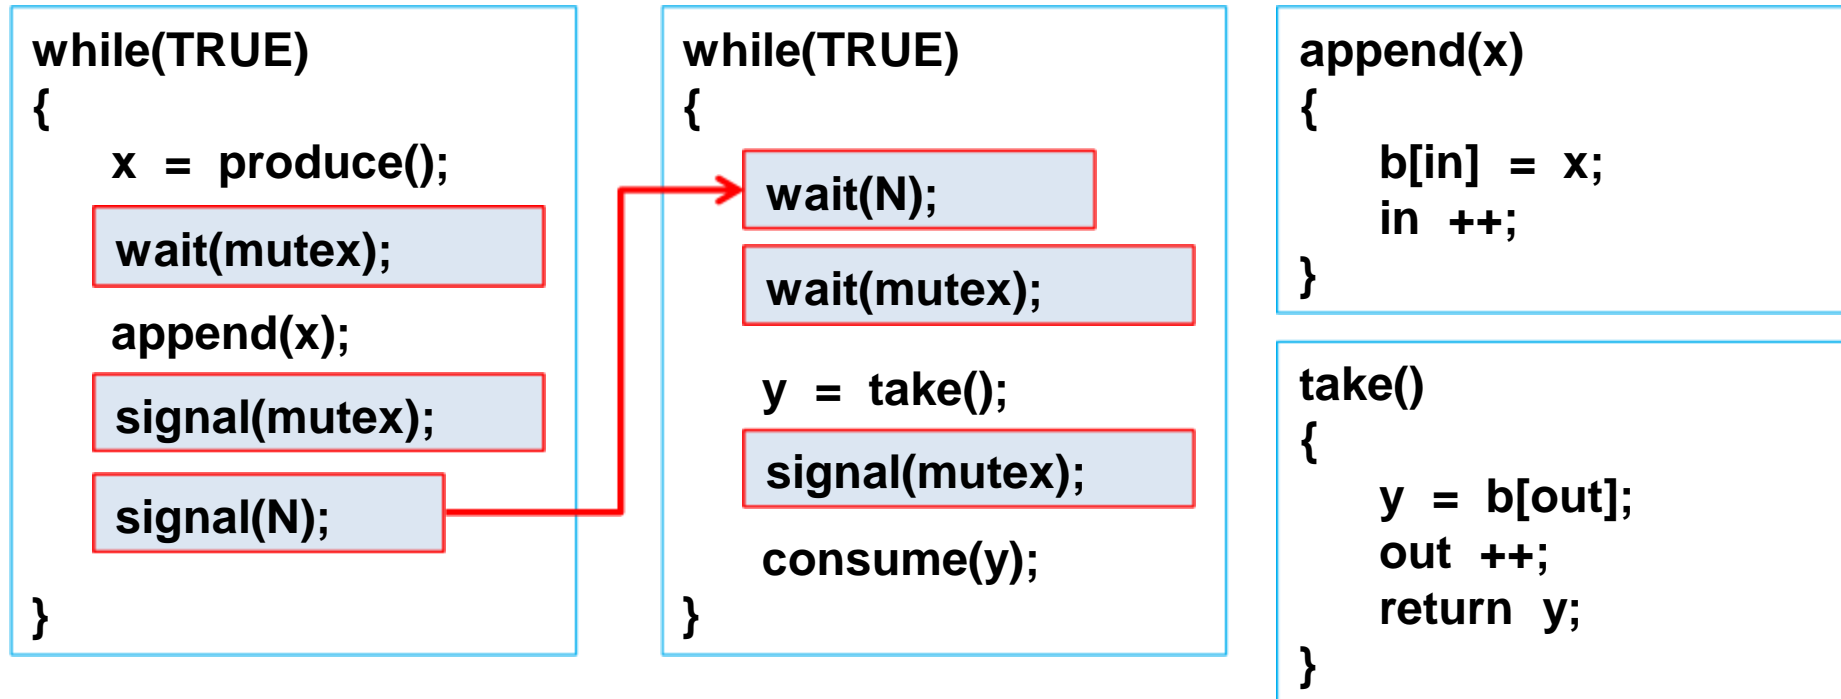 while(TRUE)
{
x = produce();
wait(mutex);
append(x);
signal(mutex);
signal(N);
}
while(TRUE)
{
wait(N);
wait(mutex);
y = take();
signal(mutex);
consume(y);
}
append(x)
{
b[in] = x;
in ++;
}
take()
{
y = b[out];
out ++;
return y;
}